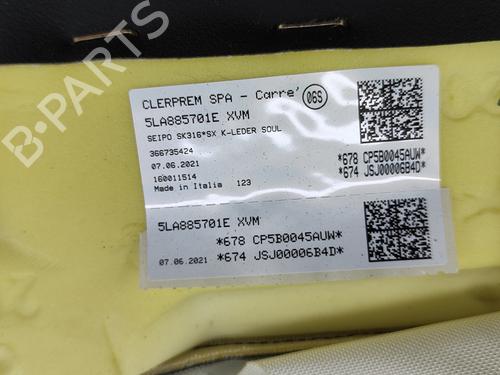 CLERPREM SPA - Carre' 06S
5LA885701E XVM
SEIPO SK316*SX K-LEDER SOUL
366735424
07.06.2021
160011514
Made in Italia 123
*678 CP5B0045AUW*
*674 JSJ00006B4D*
5LA885701E XVM
*678 CP5B0045AUW*
07.06.2021 *674 JSJ00006B4D*
B-PARTS